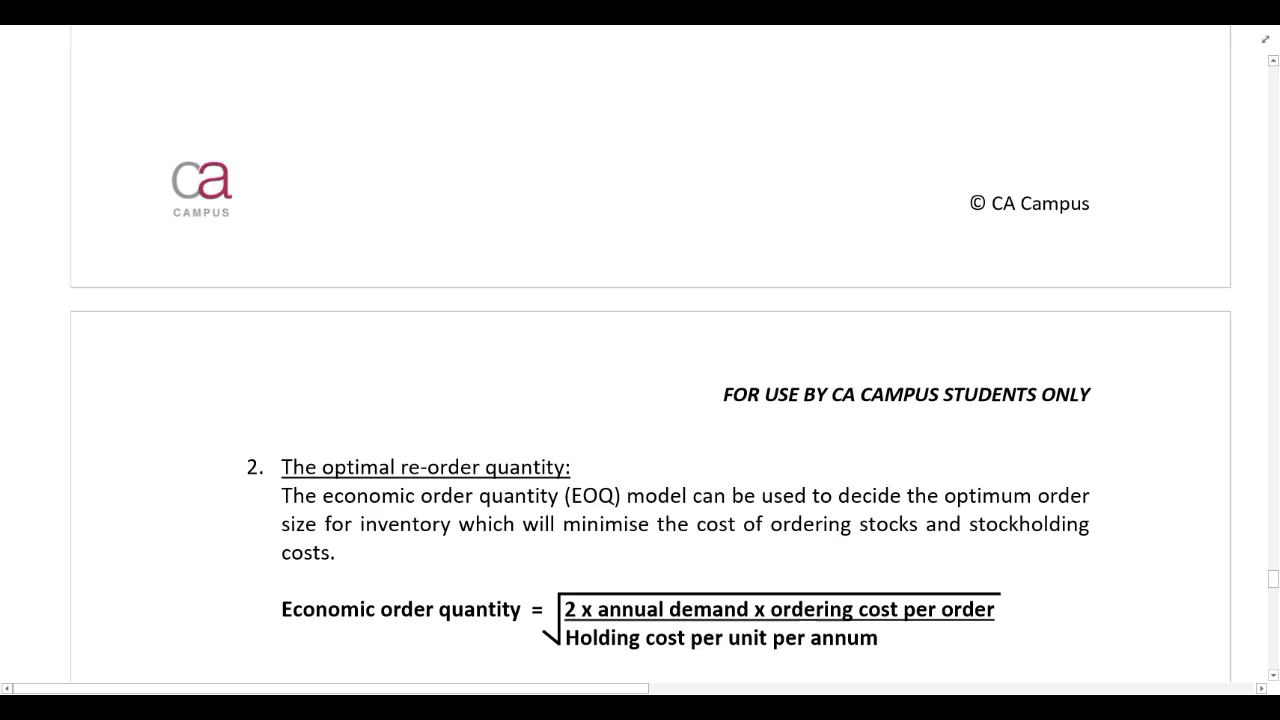 ca
CAMPUS
© CA Campus
FOR USE BY CA CAMPUS STUDENTS ONLY
2. The optimal re-order quantity:
The economic order quantity (EOQ) model can be used to decide the optimum order
size for inventory which will minimise the cost of ordering stocks and stockholding
costs.
Economic order quantity = √ 2 x annual demand x ordering cost per order
Holding cost per unit per annum